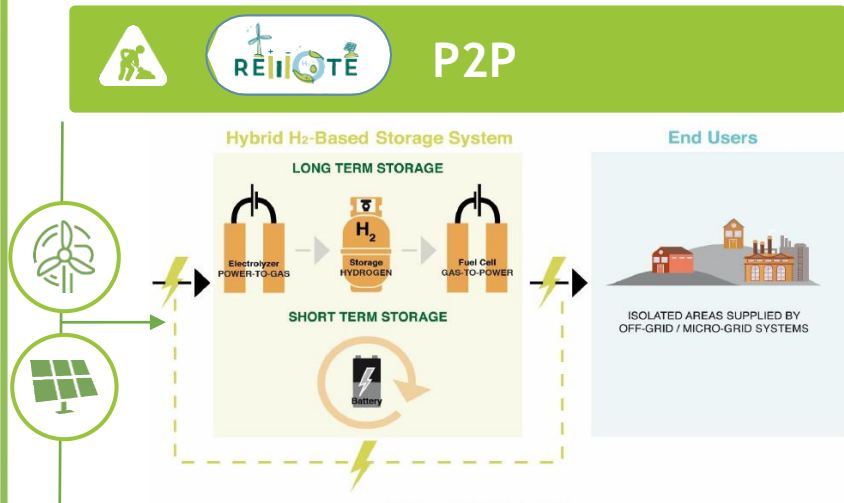 REMOTE
P2P
Hybrid H2-Based Storage System
End Users
LONG TERM STORAGE
H2
Electrolyzer
POWER-TO-GAS
Storage
HYDROGEN
Fuel Cell
GAS-TO-POWER
SHORT TERM STORAGE
Battery
ISOLATED AREAS SUPPLIED BY
OFF-GRID / MICRO-GRID SYSTEMS